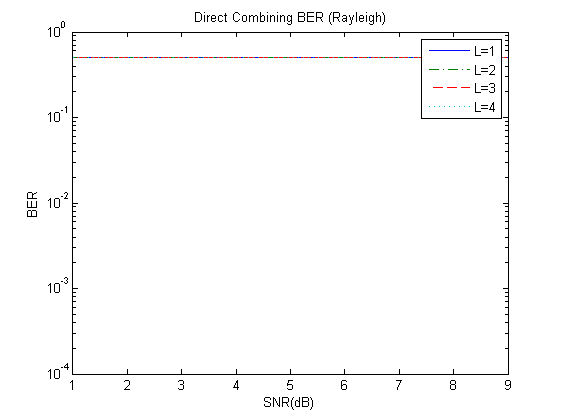 Direct Combining BER (Rayleigh)
10^0
10^-1
10^-2
10^-3
10^-4
BER
L=1
L=2
L=3
L=4
1 2 3 4 5 6 7 8 9
SNR(dB)